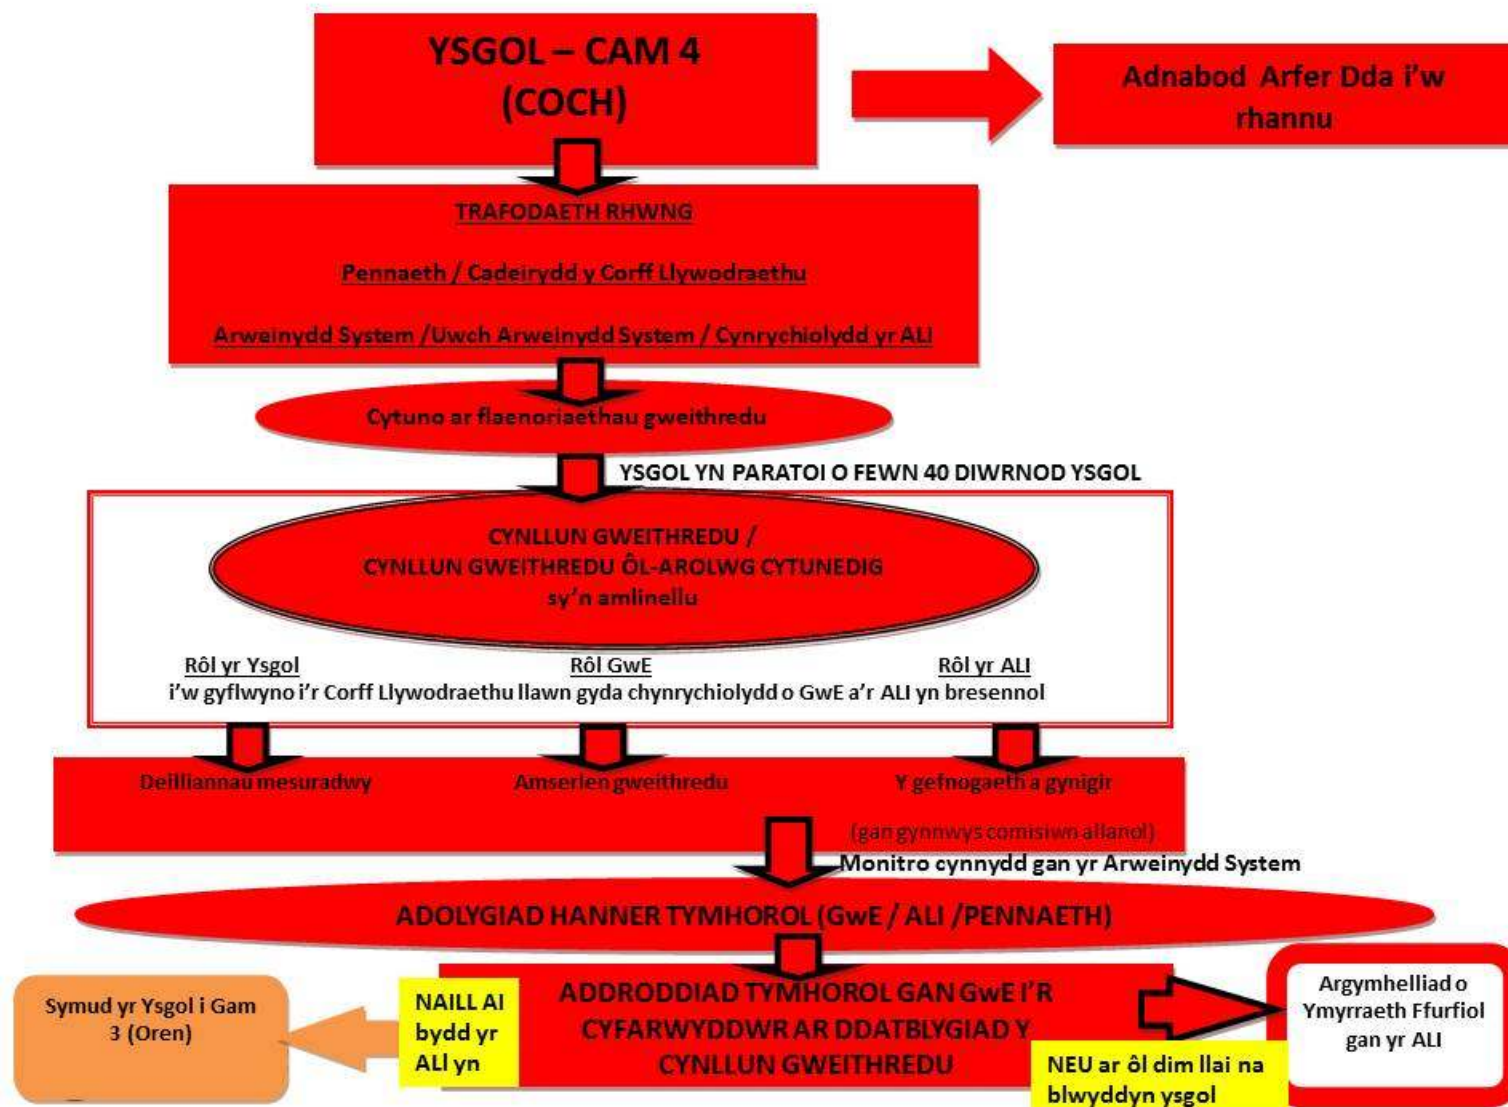 YSGOL – CAM 4
(COCH)
Adnabod Arfer Dda i'w
rhannu
TRAFODAETH RHWNG
Pennaeth / Cadeirydd y Corff Llywodraethu
Arweinydd System /Uwch Arweinydd System / Cynrychiolydd yr ALI
Cytuno ar flaenoriaethau gweithredu
YSGOL YN PARATOI O FEWN 40 DIWRNOD YSGOL
CYNLLUN GWEITHREDU /
CYNLLUN GWEITHREDU ÔL-AROLWG CYTUNEDIG
sy'n amlinellu
Rôl yr Ysgol Rôl GwE Rôl yr ALI
i'w gyflwyno i'r Corff Llywodraethu llawn gyda chynrychiolydd o GwE a'r ALI yn bresennol
Deilliannau mesuradwy Amserlen gweithredu Y gefnogaeth a gynigir
(gan gynnwys comisiwn allanol)
Monitro cynnydd gan yr Arweinydd System
ADOLYGIAD HANNER TYMHOROL (GwE / ALI /PENNAETH)
Symud yr Ysgol i Gam
3 (Oren)
NAILL AI
bydd yr
ALl yn
ADDRODDIAD TYMHOROL GAN GwE I'R
CYFARWYDDWR AR DDATBLYGIAD Y
CYNLLUN GWEITHREDU
NEU ar ôl dim llai na
blwyddyn ysgol
Argymhelliad o
Ymyrraeth Ffurfiol
gan yr ALI